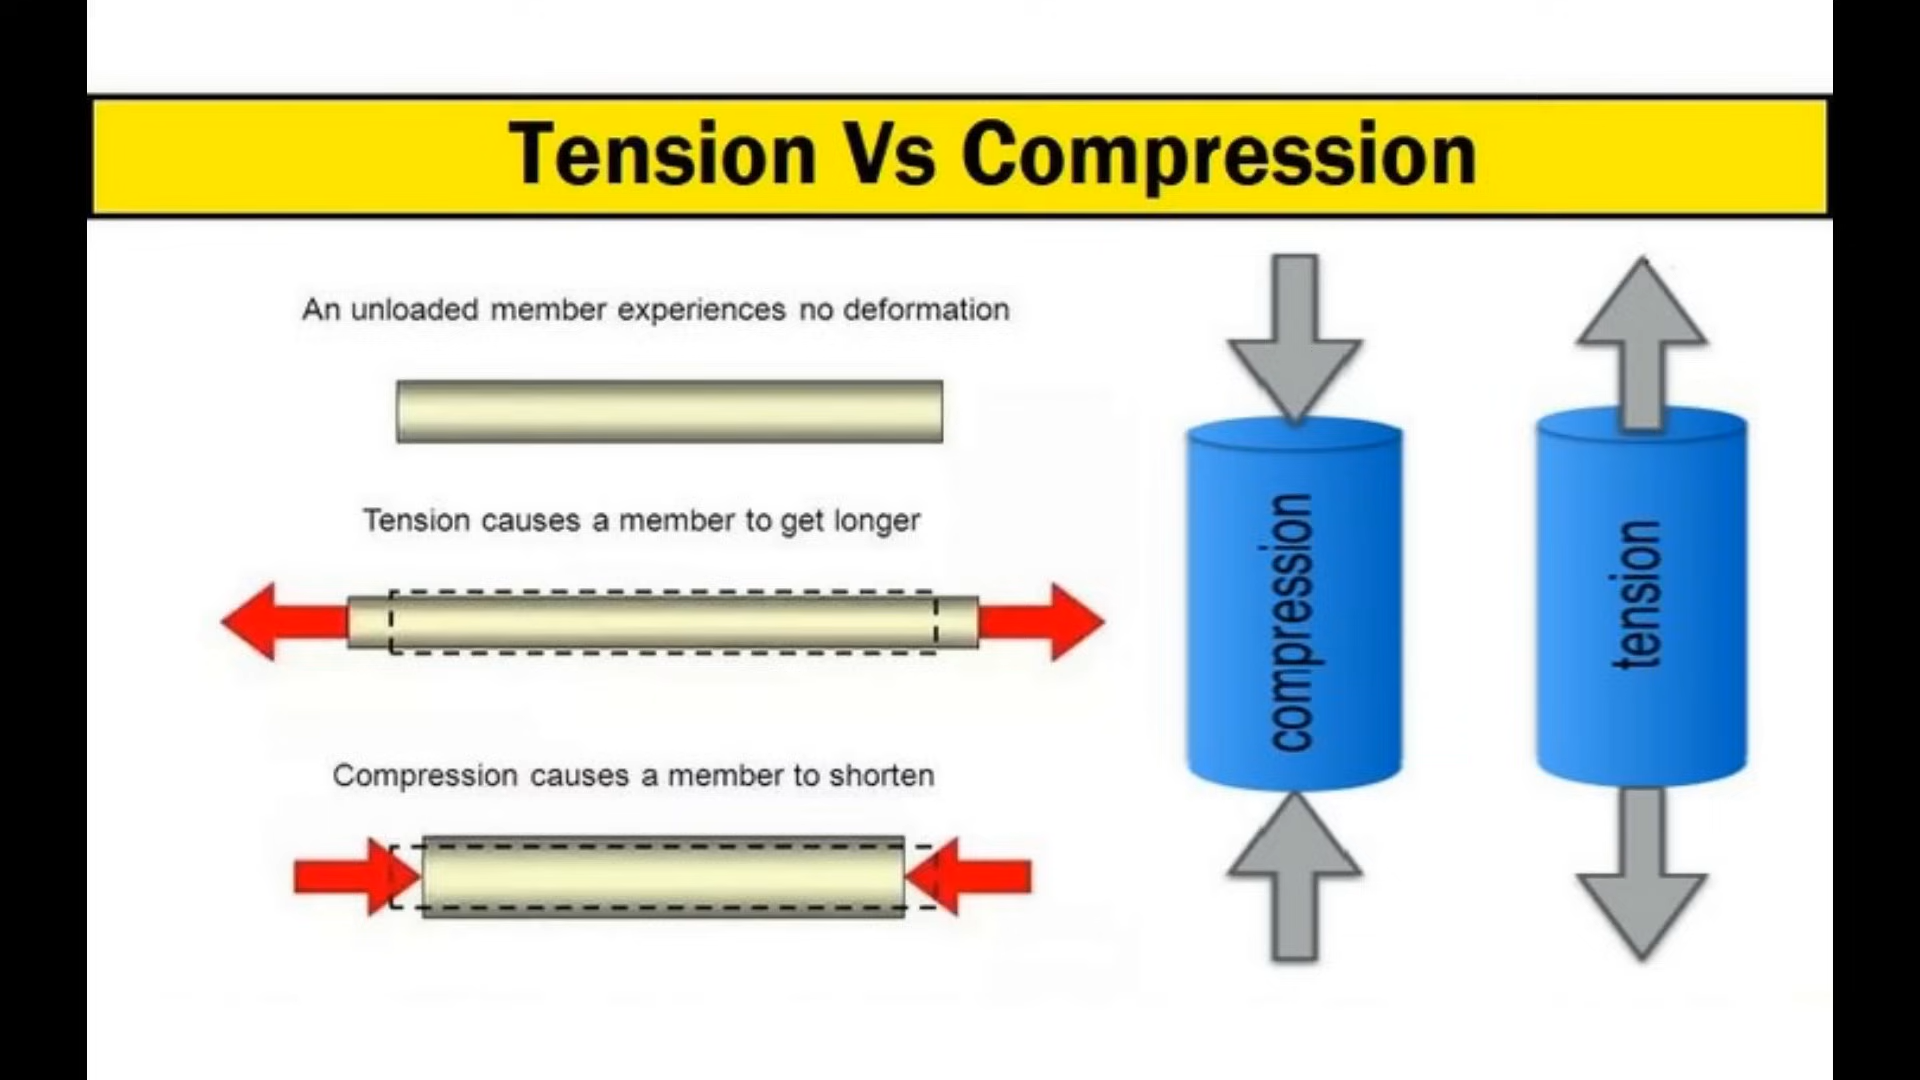 Tension Vs Compression
An unloaded member experiences no deformation
Tension causes a member to get longer
Compression causes a member to shorten
compression
tension